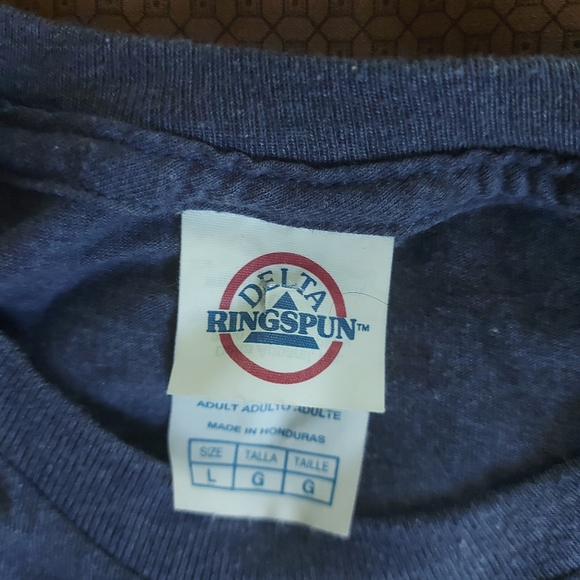 DELTA
RINGSPUN™
ADULT ADULTO ADULTE
MADE IN HONDURAS
SIZE TALLA TAILLE
L G G